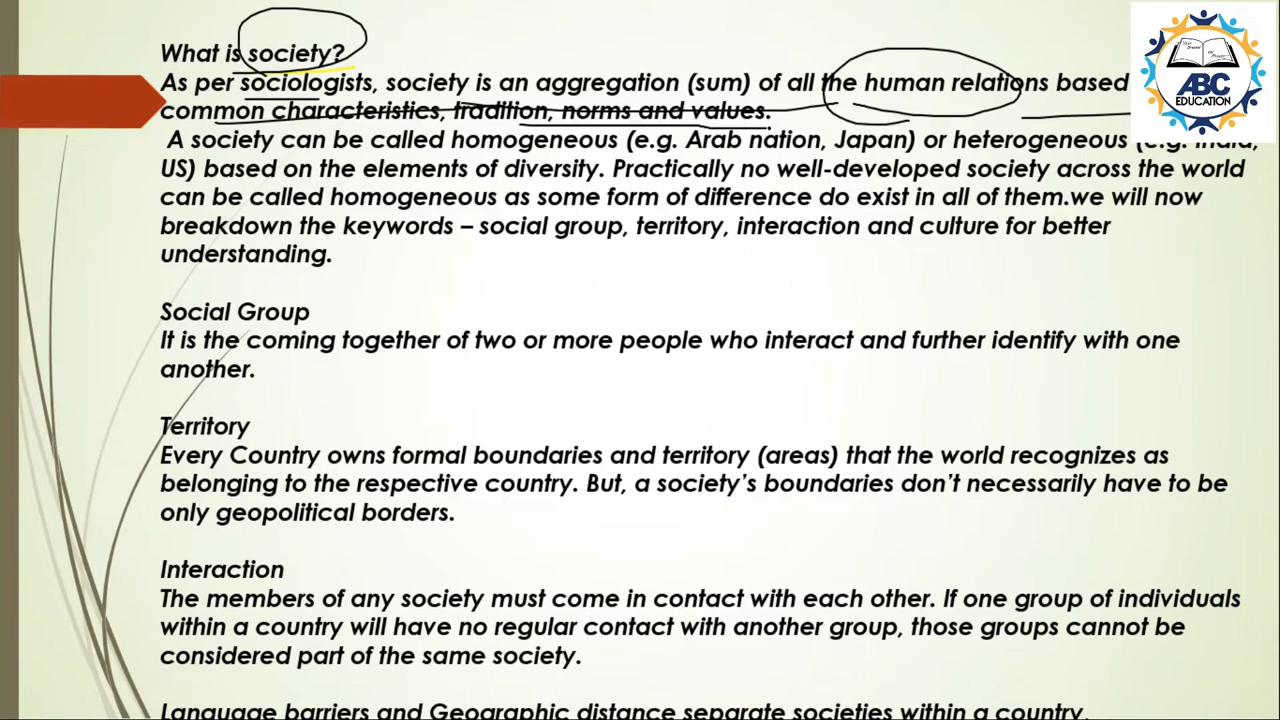 What is society?
As per sociologists, society is an aggregation (sum) of all the human relations based
common characteristics, tradition, norms and values.
A society can be called homogeneous (e.g. Arab nation, Japan) or heterogeneous (e.g. India,
US) based on the elements of diversity. Practically no well-developed society across the world
can be called homogeneous as some form of difference do exist in all of them.we will now
breakdown the keywords – social group, territory, interaction and culture for better
understanding.
Social Group
It is the coming together of two or more people who interact and further identify with one
another.
Territory
Every Country owns formal boundaries and territory (areas) that the world recognizes as
belonging to the respective country. But, a society's boundaries don't necessarily have to be
only geopolitical borders.
Interaction
The members of any society must come in contact with each other. If one group of individuals
within a country will have no regular contact with another group, those groups cannot be
considered part of the same society.
Language barriers and Geographic distance separate societies within a country.
ABC
EDUCATION